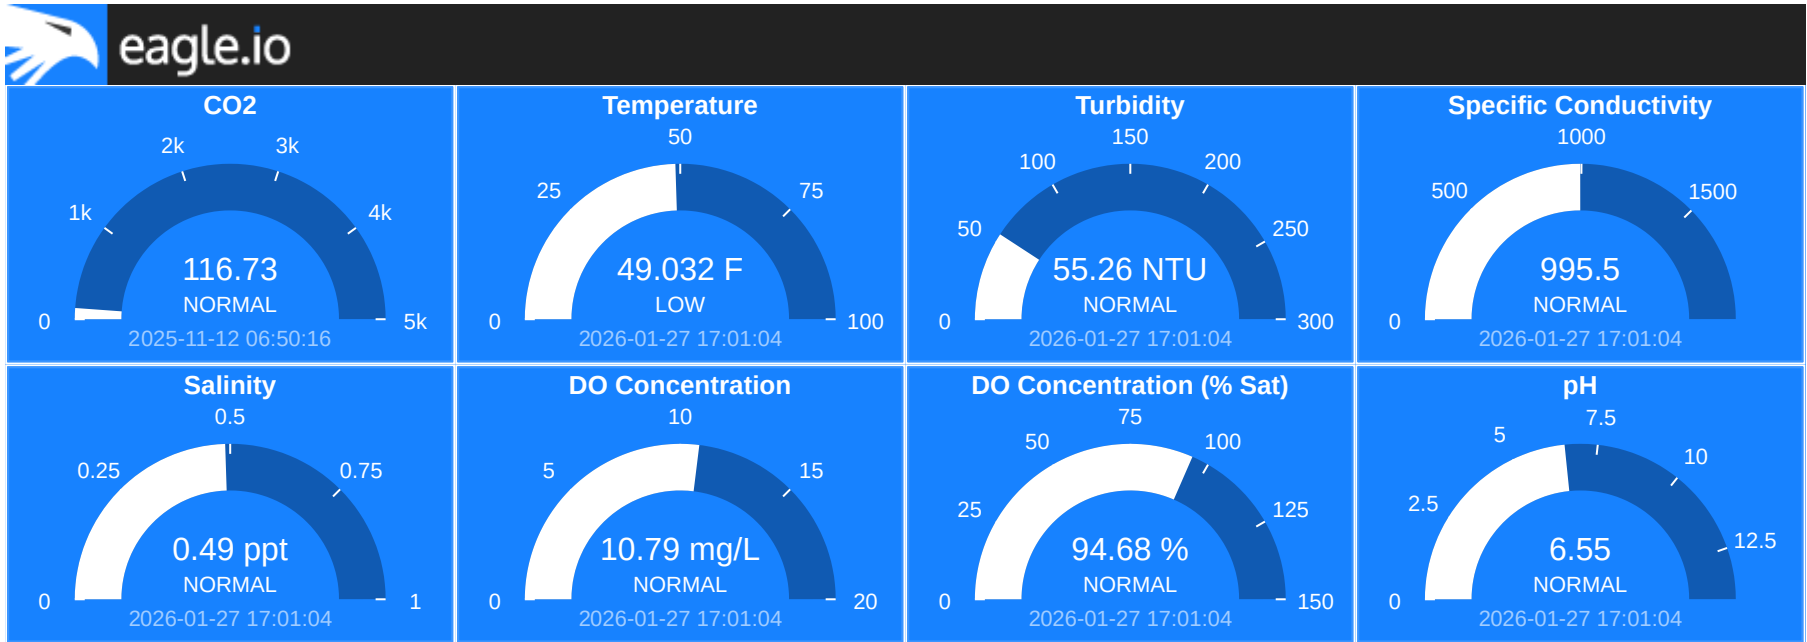 eagle.io
CO2
2k
3k
1k
4k
0
5k
116.73
NORMAL
2025-11-12 06:50:16
Temperature
50
25
75
0
100
49.032 F
LOW
2026-01-27 17:01:04
Turbidity
150
100
200
50
250
0
300
55.26 NTU
NORMAL
2026-01-27 17:01:04
Specific Conductivity
1000
500
1500
0
995.5
NORMAL
2026-01-27 17:01:04
Salinity
0.5
0.25
0.75
0
1
0.49 ppt
NORMAL
2026-01-27 17:01:04
DO Concentration
10
5
15
0
20
10.79 mg/L
NORMAL
2026-01-27 17:01:04
DO Concentration (% Sat)
75
50
100
25
125
0
150
94.68 %
NORMAL
2026-01-27 17:01:04
pH
7.5
5
10
2.5
12.5
0
6.55
NORMAL
2026-01-27 17:01:04